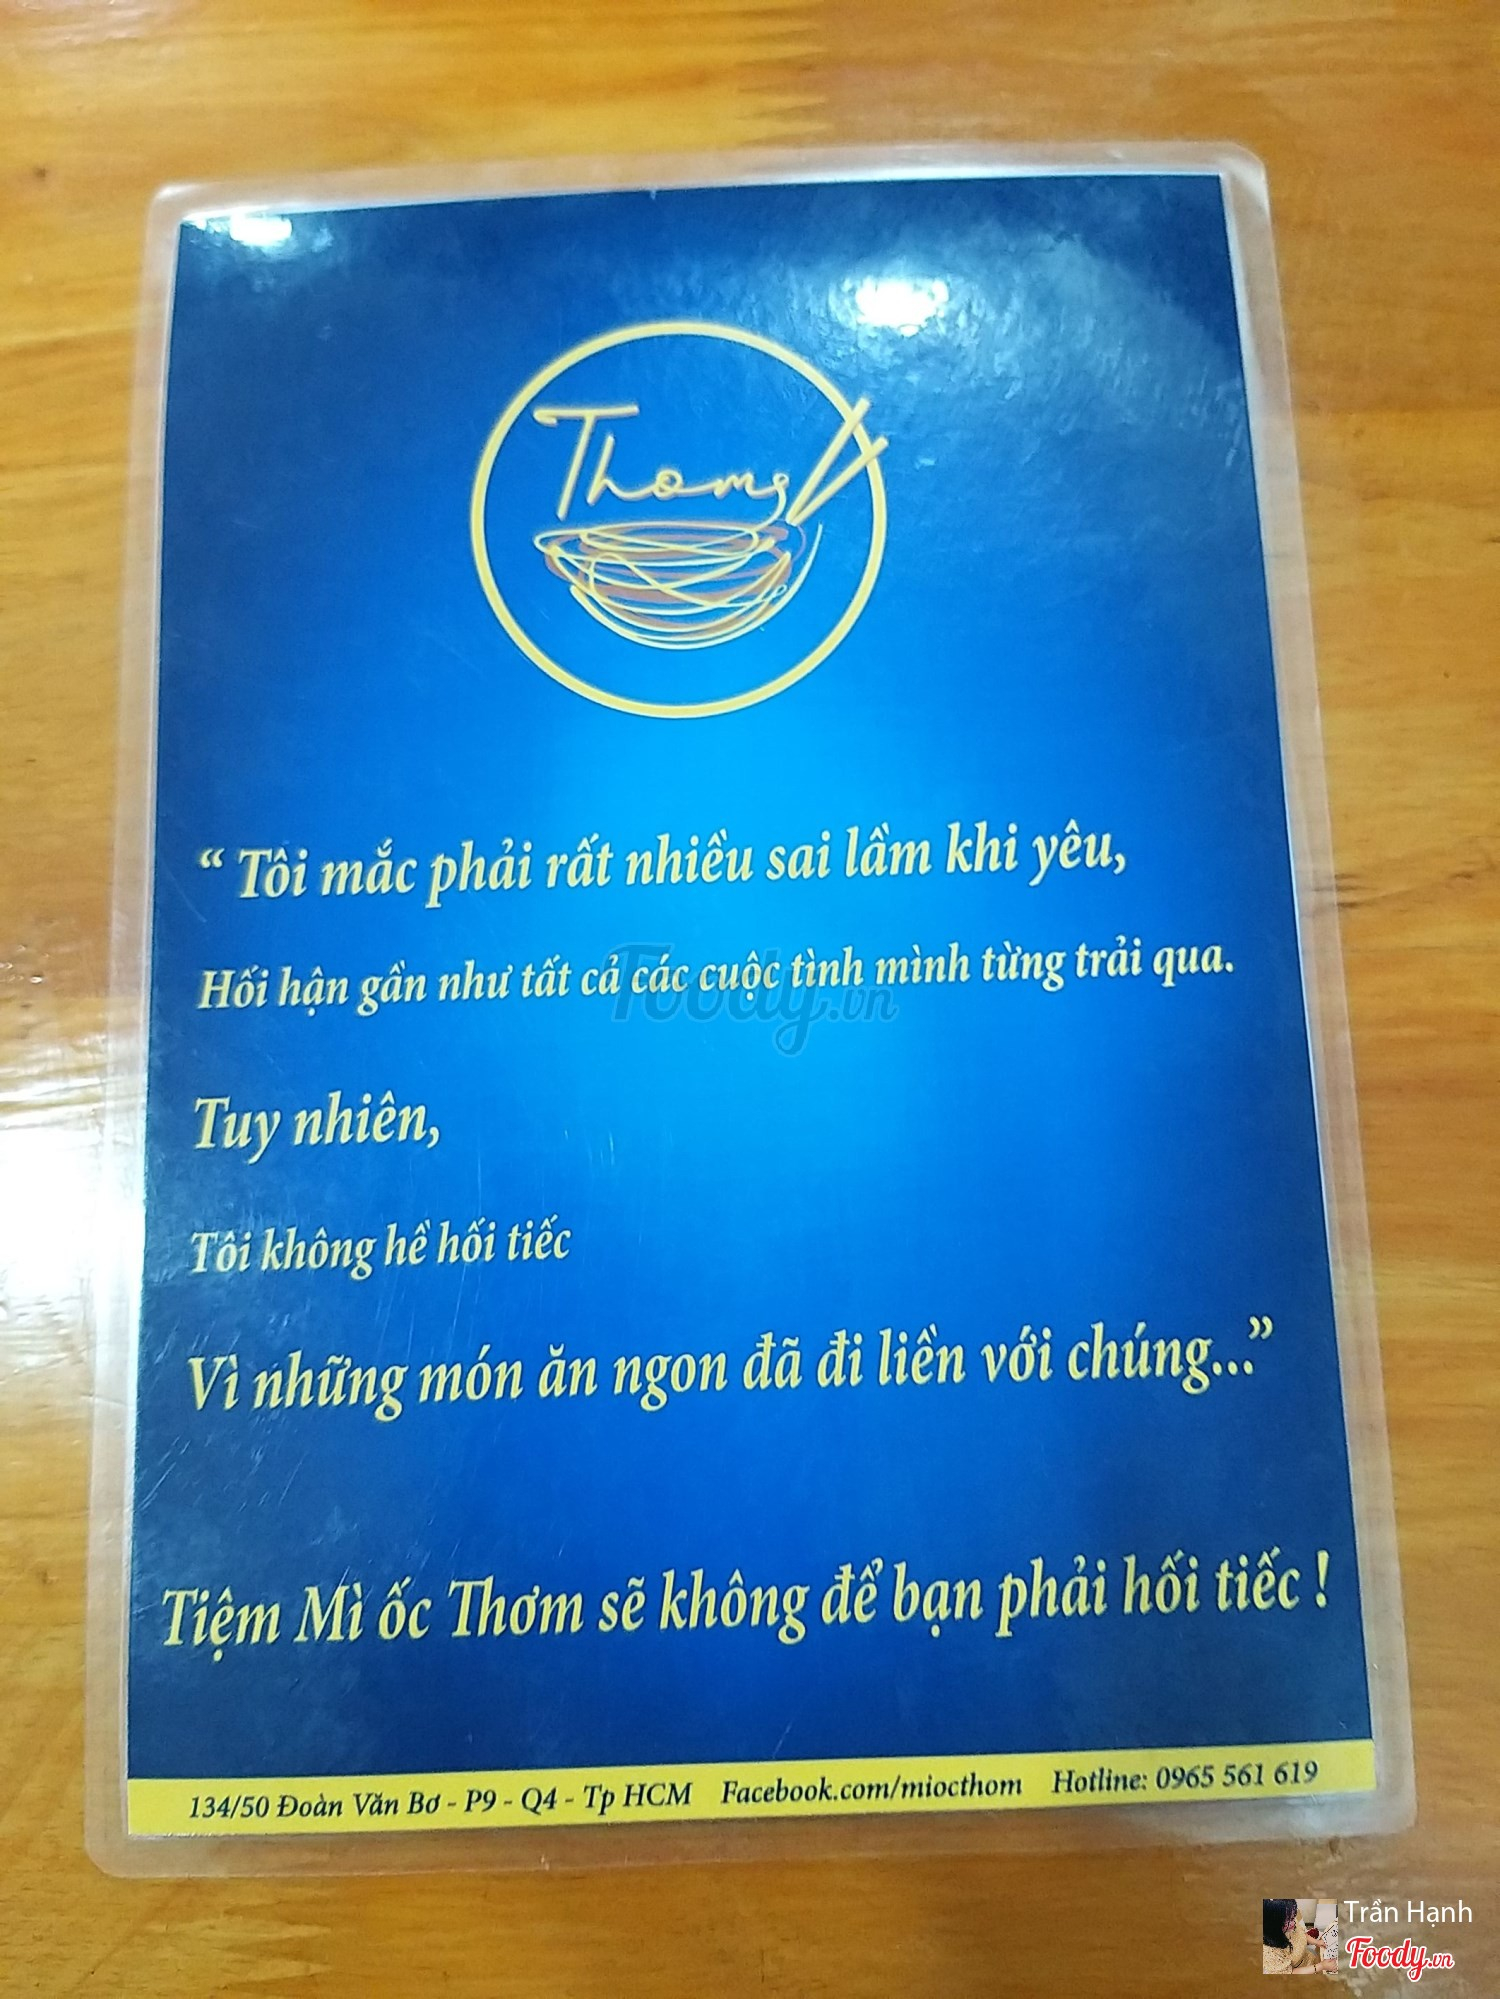 Thơm
“ Tôi mắc phải rất nhiều sai lầm khi yêu,
Hối hận gần như tất cả các cuộc tình mình từng trải qua.
Foody.vn
Tuy nhiên,
Tôi không hề hối tiếc
Vì những món ăn ngon đã đi liền với chúng...”
Tiệm Mì ốc Thơm sẽ không để bạn phải hối tiếc !
134/50 Đoàn Văn Bơ - P9 - Q4 - Tp HCM Facebook.com/miocthom Hotline: 0965 561 619
Trần Hạnh
Foody.vn